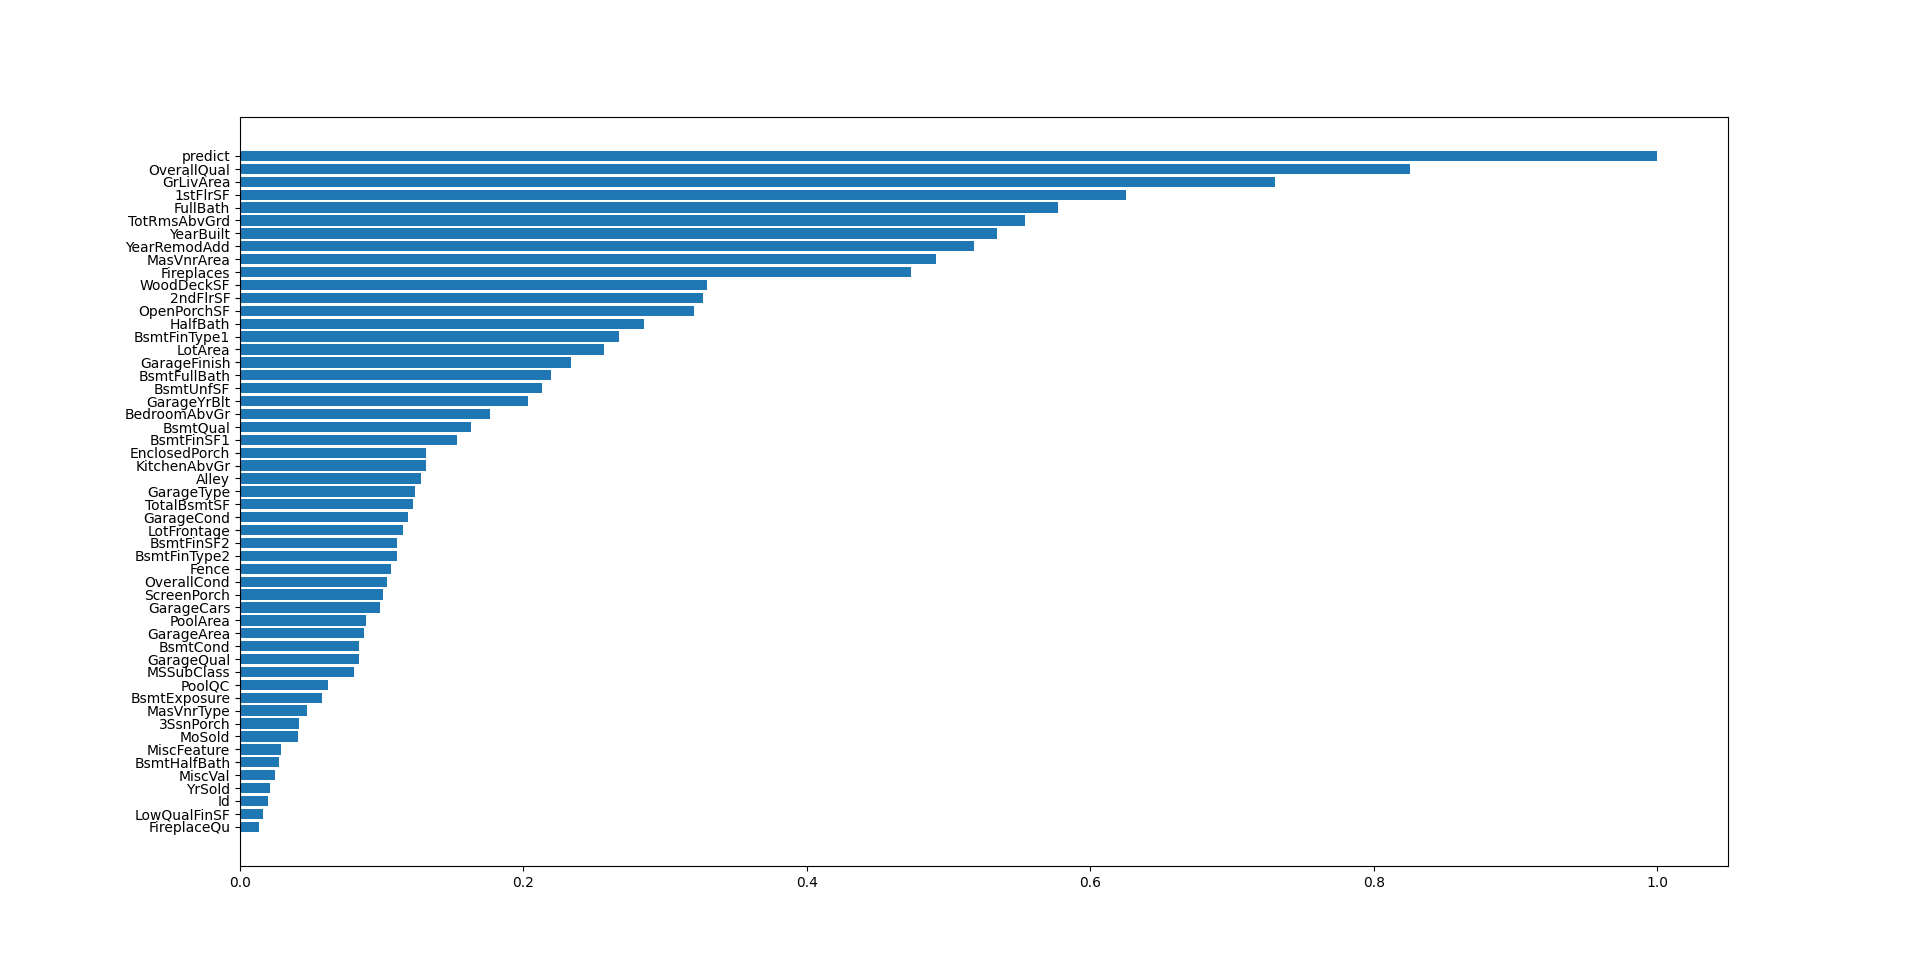 predict
OverallQual
GrLivArea
1stFlrSF
FullBath
TotRmsAbvGrd
YearBuilt
YearRemodAdd
MasVnrArea
Fireplaces
WoodDeckSF
2ndFlrSF
OpenPorchSF
HalfBath
BsmtFinType1
LotArea
GarageFinish
BsmtFullBath
BsmtUnfSF
GarageYrBlt
BedroomAbvGr
BsmtQual
BsmtFinSF1
EnclosedPorch
KitchenAbvGr
Alley
GarageType
TotalBsmtSF
GarageCond
LotFrontage
BsmtFinSF2
BsmtFinType2
Fence
OverallCond
ScreenPorch
GarageCars
PoolArea
GarageArea
BsmtCond
GarageQual
MSSubClass
PoolQC
BsmtExposure
MasVnrType
3SsnPorch
MoSold
MiscFeature
BsmtHalfBath
MiscVal
YrSold
Id
LowQualFinSF
FireplaceQu
0.0 0.2 0.4 0.6 0.8 1.0